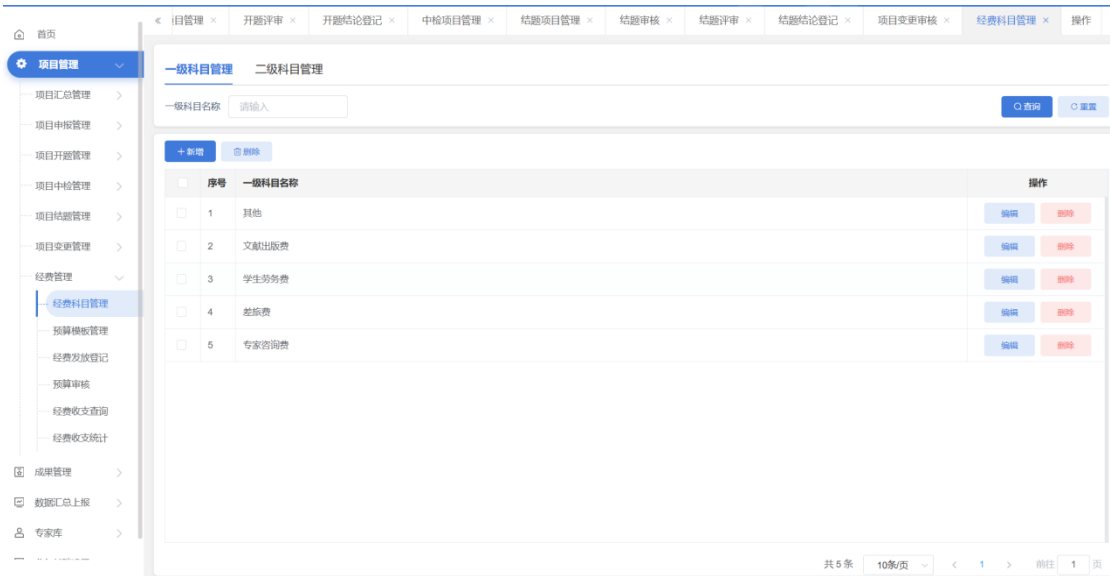 首页
项目管理
项目汇总管理
项目申报管理
项目开题管理
项目中检管理
项目结题管理
项目变更管理
经费管理
经费科目管理
预算模板管理
经费发放登记
预算审核
经费收支查询
经费收支统计
成果管理
数据汇总上报
专家库
« 目管理 × 开题评审 × 开题结论登记 × 中检项目管理 × 结题项目管理 × 结题审核 × 结题评审 × 结题结论登记 × 项目变更审核 × 经费科目管理 × 操作
一级科目管理 二级科目管理
一级科目名称 请输入 查询 重置
+新增 删除
序号 一级科目名称 操作
1 其他 编辑 删除
2 文献出版费 编辑 删除
3 学生劳务费 编辑 删除
4 差旅费 编辑 删除
5 专家咨询费 编辑 删除
共 5 条 10条/页 < 1 > 前往 1 页